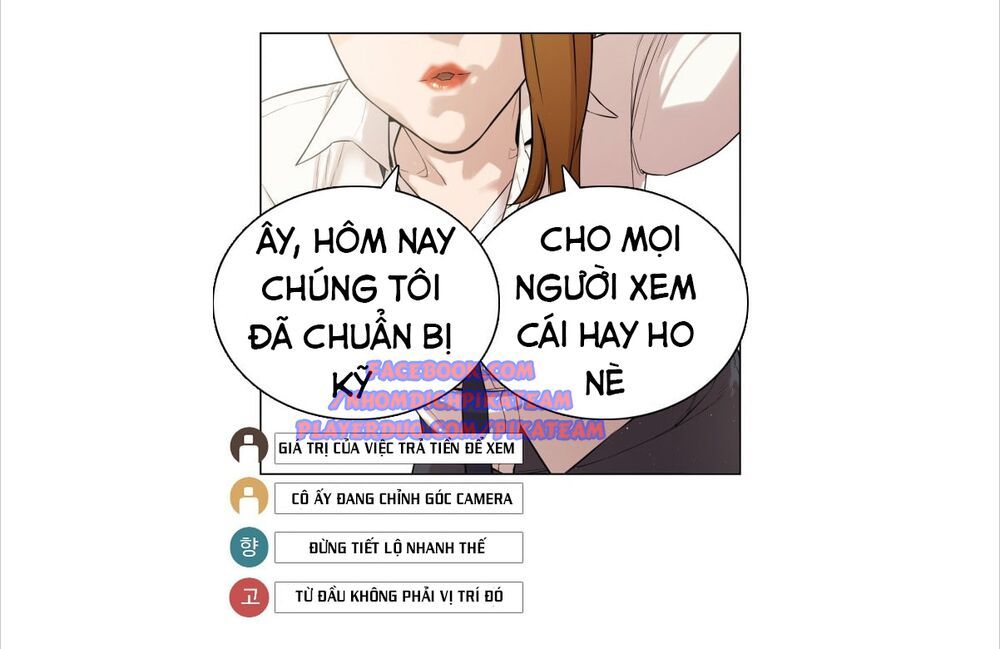 ÂY, HÔM NAY
CHÚNG TÔI
ĐÃ CHUẨN BỊ
KỸ
CHO MỌI
NGƯỜI XEM
CÁI HAY HO
NÈ
FACEBOOK.COM
/NHOMDICHPIKATEAM
PLAYERDUO.COM/PIKATEAM
GIÁ TRỊ CỦA VIỆC TRẢ TIỀN ĐỂ XEM
CÔ ẤY ĐANG CHỈNH GÓC CAMERA
향
ĐỪNG TIẾT LỘ NHANH THẾ
고
TỪ ĐẦU KHÔNG PHẢI VỊ TRÍ ĐÓ